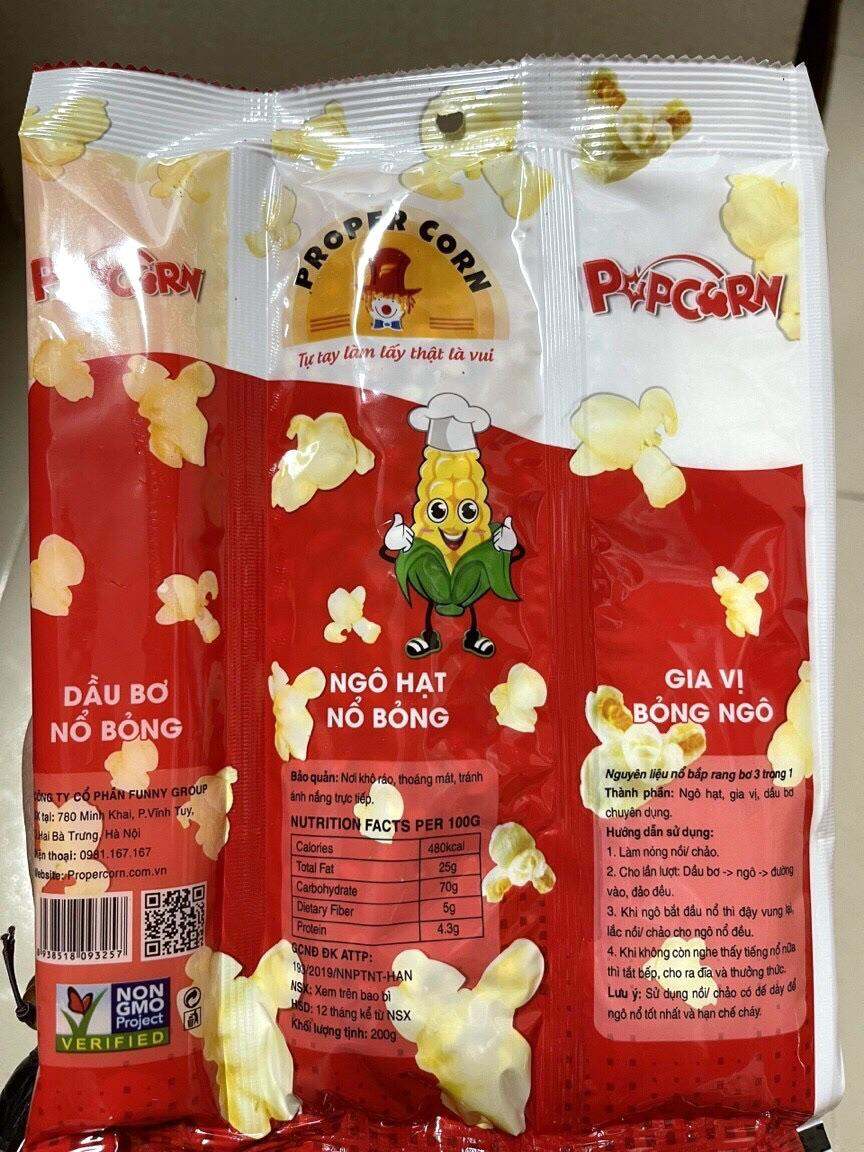 PROPER CORN
Tự tay làm lấy thật là vui
POPCORN
POPCORN
DẦU BƠ
NỔ BỎNG
CÔNG TY CỔ PHẦN FUNNY GROUP
tại: 780 Minh Khai, P.Vĩnh Tuy,
Hai Bà Trưng, Hà Nội
thoại: 0981.167.167
Website: Propercorn.com.vn
938518 093257
NON
GMO
Project
VERIFIED
NGÔ HẠT
NỔ BỎNG
Bảo quản: Nơi khô ráo, thoáng mát, tránh
ánh nắng trực tiếp.
NUTRITION FACTS PER 100G
Calories 480kcal
Total Fat 25g
Carbohydrate 70g
Dietary Fiber 5g
Protein 4.3g
GCNĐ ĐK ATTP:
193/2019/NNPTNT-HAN
NSX: Xem trên bao bì
HSD: 12 tháng kể từ NSX
Khối lượng tịnh: 200g
GIA VỊ
BỎNG NGÔ
Nguyên liệu nổ bắp rang bơ 3 trong 1
Thành phần: Ngô hạt, gia vị, dầu bơ
chuyên dụng.
Hướng dẫn sử dụng:
1. Làm nóng nồi/ chảo.
2. Cho lần lượt: Dầu bơ -> ngô -> đường
vào, đảo đều.
3. Khi ngô bắt đầu nổ thì đậy vung lại,
lắc nồi/ chảo cho ngô nổ đều.
4. Khi không còn nghe thấy tiếng nổ nữa
thì tắt bếp, cho ra đĩa và thưởng thức.
Lưu ý: Sử dụng nồi/ chảo có đế dày để
ngô nổ tốt nhất và hạn chế cháy.